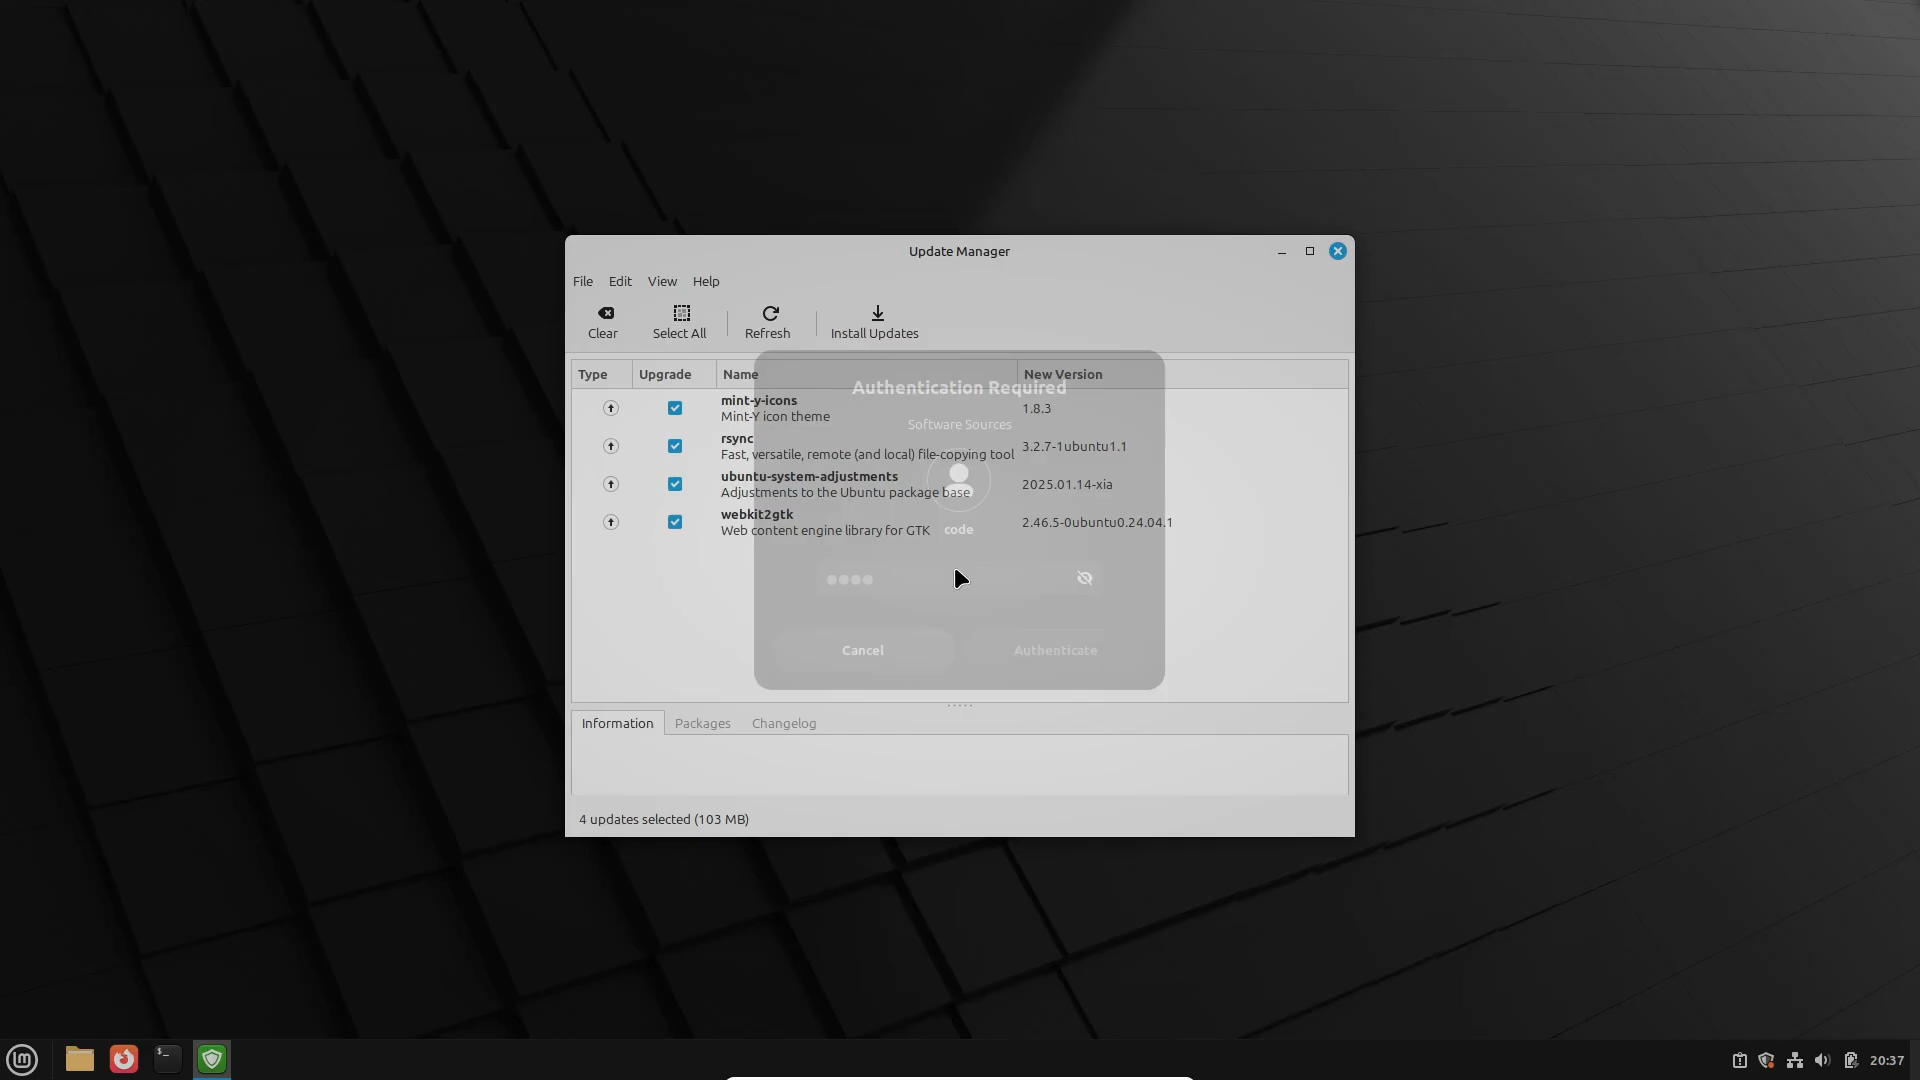 Update Manager
File Edit View Help
Clear Select All Refresh Install Updates
Type Upgrade Name New Version
mint-y-icons
Mint-Y icon theme
1.8.3
rsync
Fast, versatile, remote (and local) file-copying tool
3.2.7-1ubuntu1.1
ubuntu-system-adjustments
Adjustments to the Ubuntu package base
2025.01.14-xia
webkit2gtk
Web content engine library for GTK
2.46.5-0ubuntu0.24.04.1
Authentication Required
Software Sources
code
Cancel Authenticate
Information Packages Changelog
4 updates selected (103 MB)
lm
$_
20:37